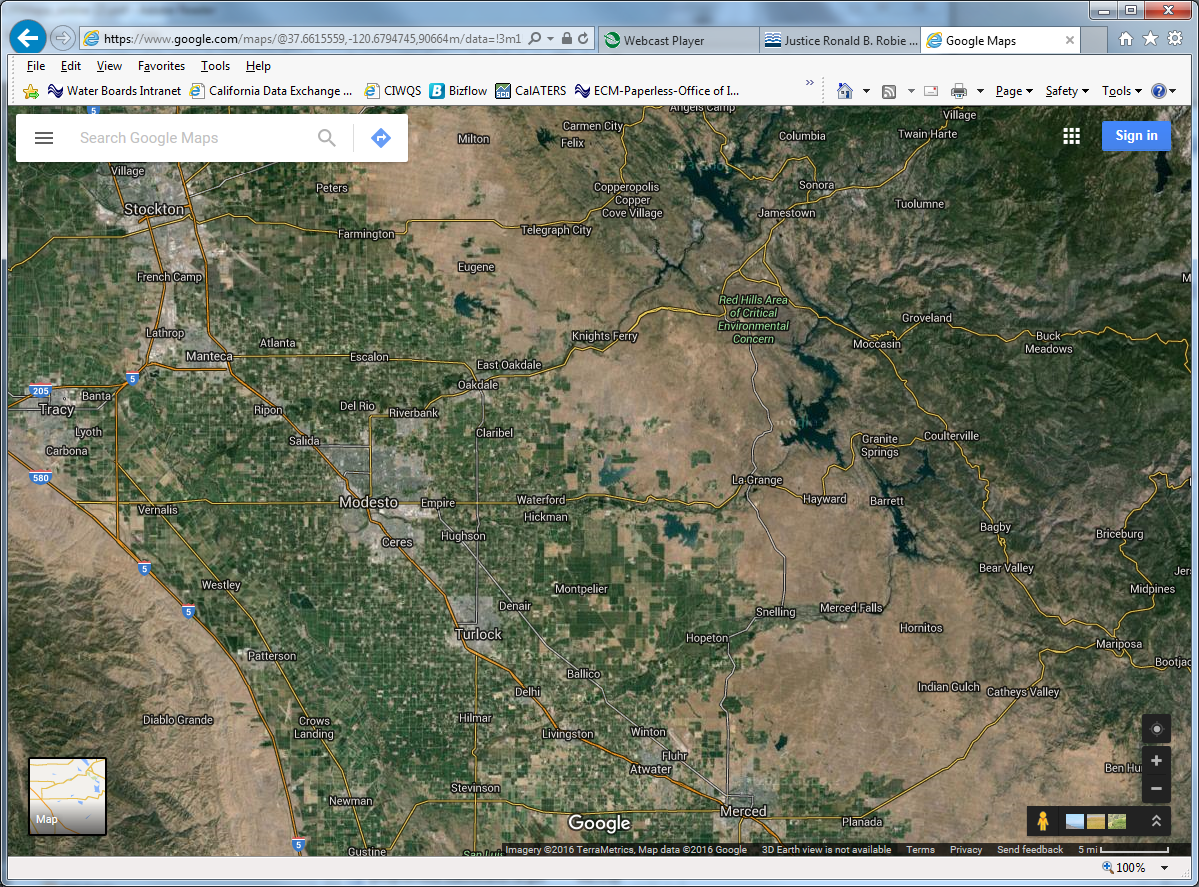 https://www.google.com/maps/@37.6615559,-120.6794745,90664m/data=!3m1
Webcast Player
Justice Ronald B. Robie ...
Google Maps
File Edit View Favorites Tools Help
Water Boards Intranet
California Data Exchange ...
CIWQS
Bizflow
CalATERS
ECM-Paperless-Office of I...
Page
Safety
Tools
Search Google Maps
Sign in
5
Angels Camp
Village
Carmen City
Milton
Felix
Columbia
Twain Harte
Village
Peters
Copperopolis
Copper
Cove Village
Sonora
Stockton
Jamestown
Tuolumne
Farmington
Telegraph City
Eugene
French Camp
Red Hills Area
of Critical
Environmental
Concern
Groveland
Lathrop
Atlanta
Knights Ferry
Buck
Meadows
Moccasin
Manteca
Escalon
East Oakdale
5
Oakdale
205
Banta
Tracy
Ripon
Del Rio
Riverbank
Lyoth
Claribel
Carbona
Salida
Granite
Springs
Coulterville
580
La Grange
Modesto
Empire
Waterford
Hayward
Barrett
Vernalis
Hickman
Bagby
Briceburg
Ceres
Hughson
5
Bear Valley
Jers
Westley
Montpelier
Midpines
5
Denair
Snelling
Merced Falls
Turlock
Hopeton
Hornitos
Mariposa
Patterson
Bootjac
Ballico
Delhi
Indian Gulch
Catheys Valley
Diablo Grande
Crows
Landing
Hilmar
Livingston
Winton
Fluhr
Atwater
Ben Hu
Stevinson
Newman
Merced
Planada
Map
Google
5
Gustine
San Luis
Imagery ©2016 TerraMetrics, Map data ©2016 Google
3D Earth view is not available
Terms
Privacy
Send feedback
5 mi
100%